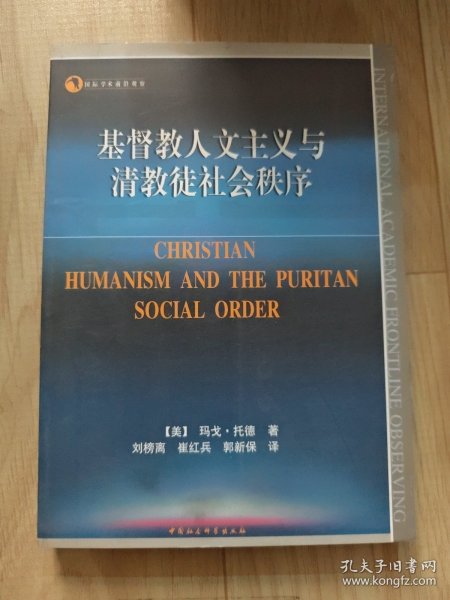 国际学术前沿观察
基督教人文主义与
清教徒社会秩序
CHRISTIAN
HUMANISM AND THE PURITAN
SOCIAL ORDER
【美】 玛戈·托德 著
刘榜离 崔红兵 郭新保 译
中国社会科学出版社
INTERNATIONAL ACADEMIC FRONTLINE OBSERVING
孔夫子旧书网
www.kongfz.com